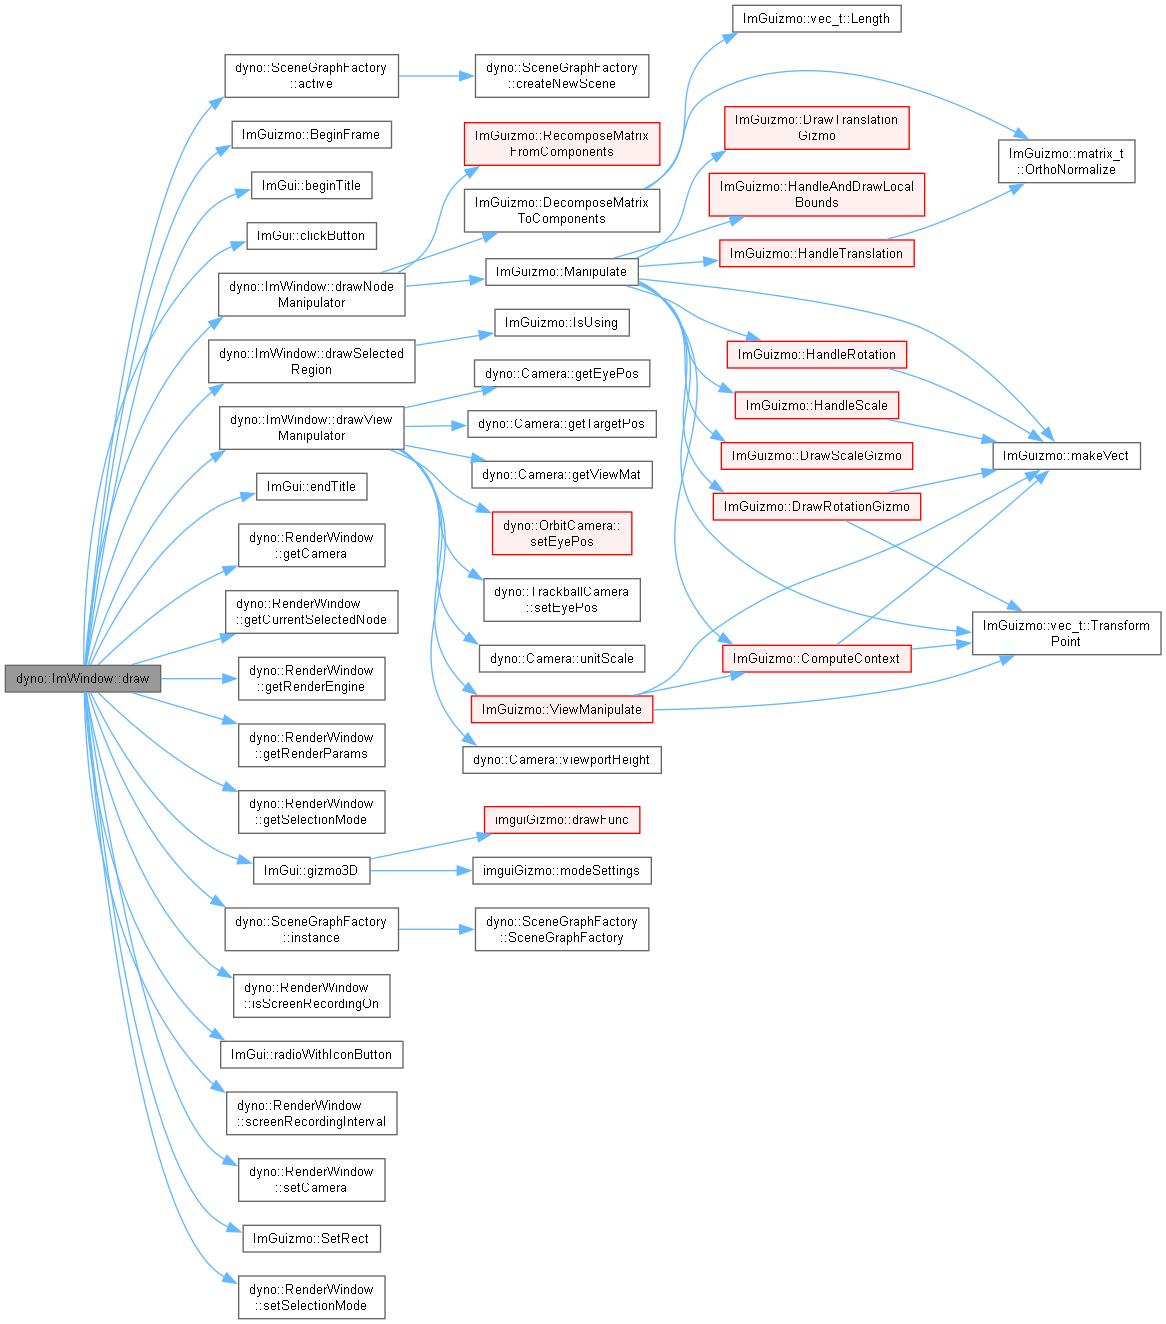 dyno::ImWindow::draw
dyno::SceneGraphFactory
::active
ImGuizmo::BeginFrame
ImGui::beginTitle
ImGui::clickButton
dyno::ImWindow::drawNode
Manipulator
dyno::ImWindow::drawSelected
Region
dyno::ImWindow::drawView
Manipulator
ImGui::endTitle
dyno::RenderWindow
::getCamera
dyno::RenderWindow
::getCurrentSelectedNode
dyno::RenderWindow
::getRenderEngine
dyno::RenderWindow
::getRenderParams
dyno::RenderWindow
::getSelectionMode
ImGui::gizmo3D
dyno::SceneGraphFactory
::instance
dyno::RenderWindow
::isScreenRecordingOn
ImGui::radioWithIconButton
dyno::RenderWindow
::screenRecordingInterval
dyno::RenderWindow
::setCamera
ImGuizmo::SetRect
dyno::RenderWindow
::setSelectionMode
dyno::SceneGraphFactory
::createNewScene
ImGuizmo::RecomposeMatrix
FromComponents
ImGuizmo::DecomposeMatrix
ToComponents
ImGuizmo::Manipulate
ImGuizmo::IsUsing
dyno::Camera::getEyePos
dyno::Camera::getTargetPos
dyno::Camera::getViewMat
dyno::OrbitCamera::
setEyePos
dyno::TrackballCamera
::setEyePos
dyno::Camera::unitScale
ImGuizmo::ViewManipulate
dyno::Camera::viewportHeight
imguiGizmo::drawFunc
imguiGizmo::modeSettings
dyno::SceneGraphFactory
::SceneGraphFactory
ImGuizmo::vec_t::Length
ImGuizmo::DrawTranslation
Gizmo
ImGuizmo::HandleAndDrawLocal
Bounds
ImGuizmo::HandleTranslation
ImGuizmo::HandleRotation
ImGuizmo::HandleScale
ImGuizmo::DrawScaleGizmo
ImGuizmo::DrawRotationGizmo
ImGuizmo::ComputeContext
ImGuizmo::matrix_t
::OrthoNormalize
ImGuizmo::makeVect
ImGuizmo::vec_t::Transform
Point